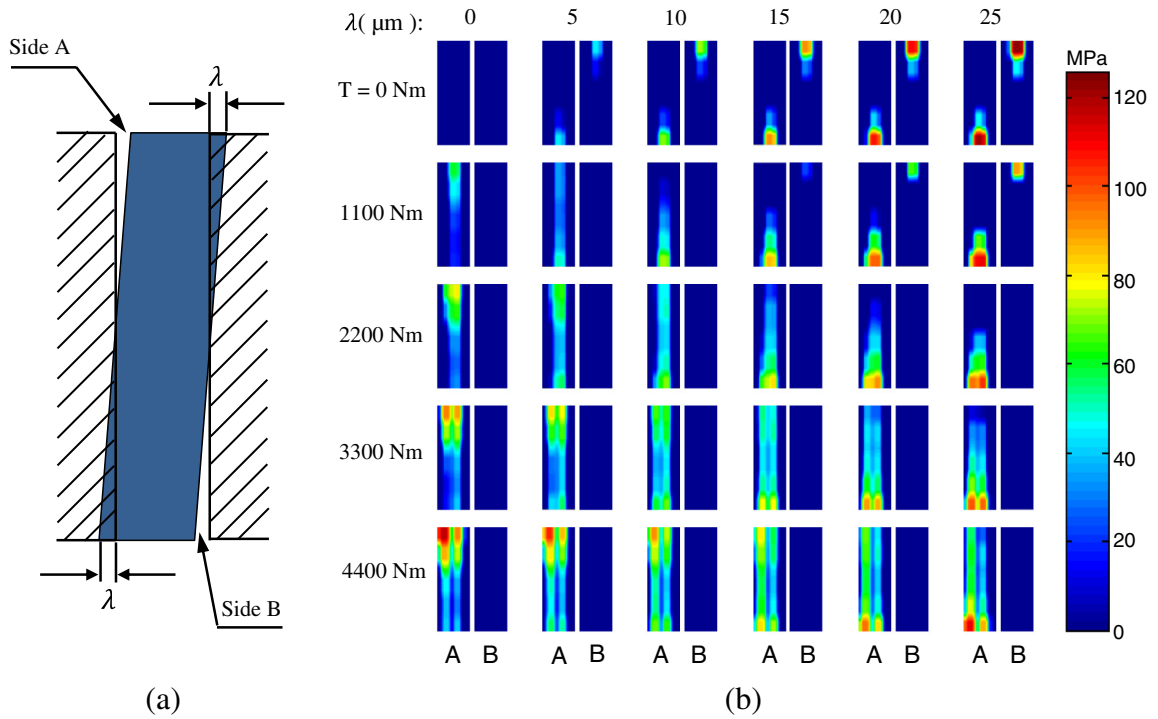 Side A
λ
λ
λ
Side B
(a)
λ( μm ): 0 5 10 15 20 25
T = 0 Nm
1100 Nm
2200 Nm
3300 Nm
4400 Nm
A B A B A B A B A B A B
(b)
MPa
120
100
80
60
40
20
0